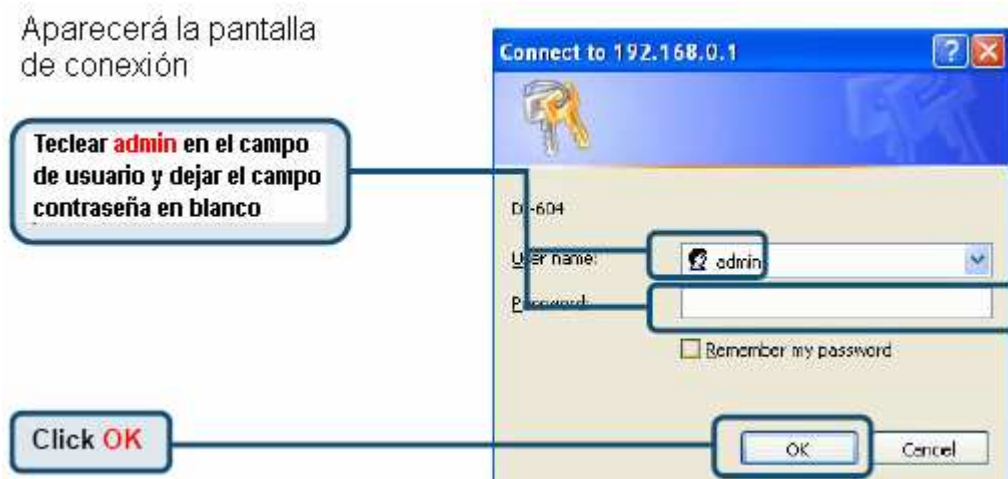 Aparecerá la pantalla
de conexión
Teclear admin en el campo
de usuario y dejar el campo
contraseña en blanco
Click OK
Connect to 192.168.0.1
-604
User name:
admin
Password:
Remember my password
OK
Cancel